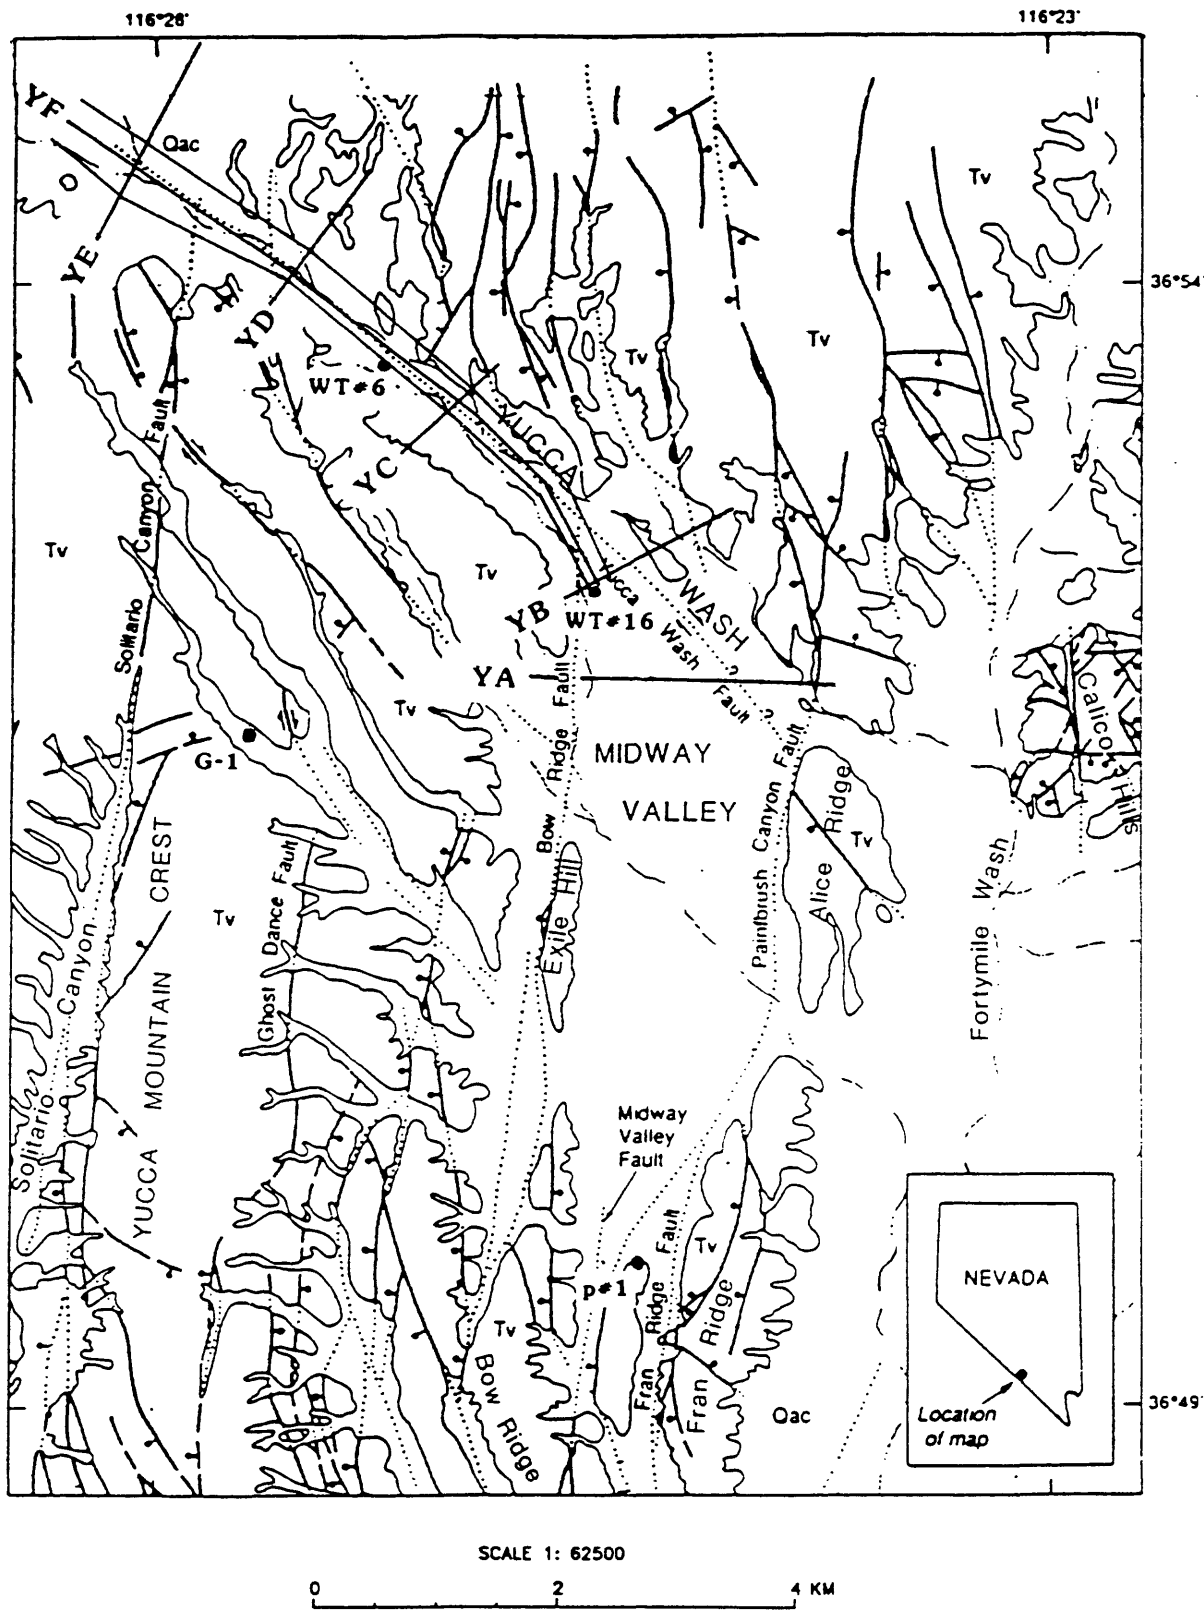 116°28'
116°23'
YF
Qac
Tv
YE
36°54'
YD
Tv
Tv
WT#6
YUCCA
YC
Fault
Canyon
Solitario
Tv
Tv
Yucca
WASH
YB
WT#16
Wash
?
Fault
?
YA
Fault
Tv
Ridge
Bow
MIDWAY
VALLEY
G-1
Calico Hills
Painfbrush Canyon Fault
Alice Ridge
Tv
Exile Hill
Fortymile Wash
YUCCA MOUNTAIN CREST
Tv
Ghost Dance Fault
Solitario Canyon
Midway
Valley
Fault
Fran Ridge Fault
Tv
Fran Ridge
p#1
Tv
Bow Ridge
Qac
NEVADA
Location
of map
36°49'
SCALE 1: 62500
0 2 4 KM